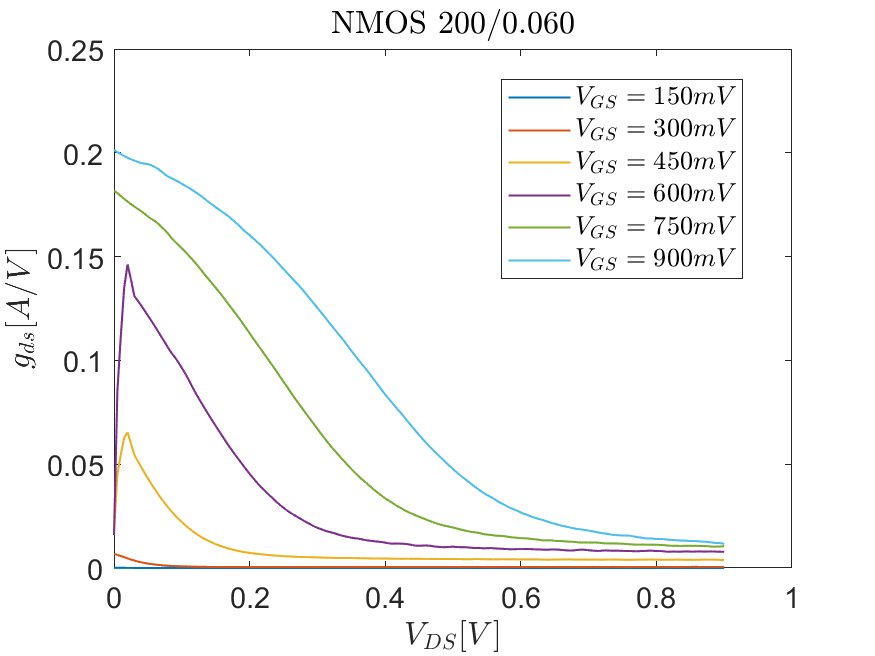 NMOS 200/0.060
0.25
0.2
0.15
0.1
0.05
0
g_{ds}[A/V]
V_{GS} = 150mV
V_{GS} = 300mV
V_{GS} = 450mV
V_{GS} = 600mV
V_{GS} = 750mV
V_{GS} = 900mV
0 0.2 0.4 0.6 0.8 1
V_{DS}[V]